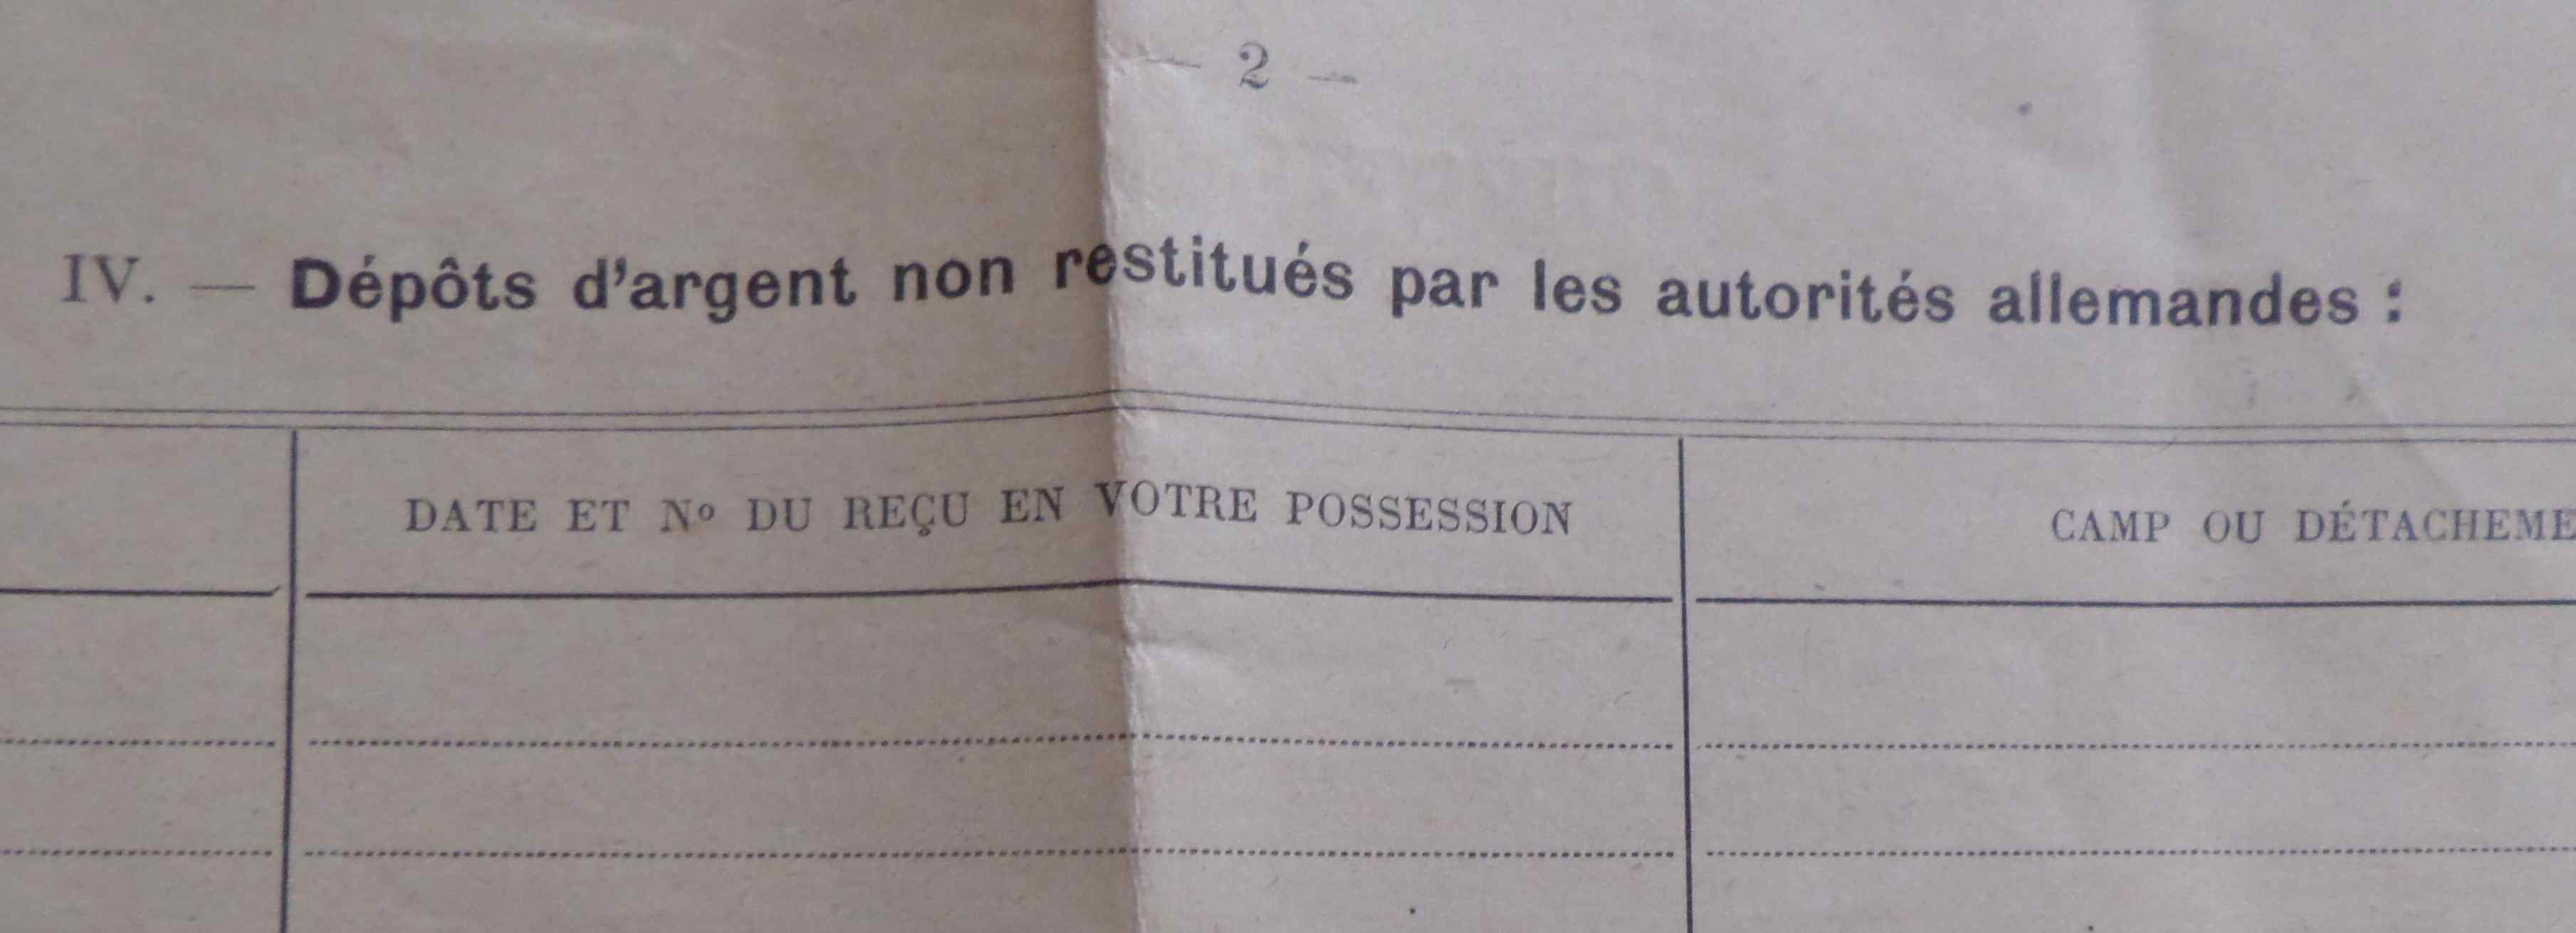 — 2 —
IV. — Dépôts d'argent non restitués par les autorités allemandes :
DATE ET Nº DU REÇU EN VOTRE POSSESSION
CAMP OU DÉTACHEME